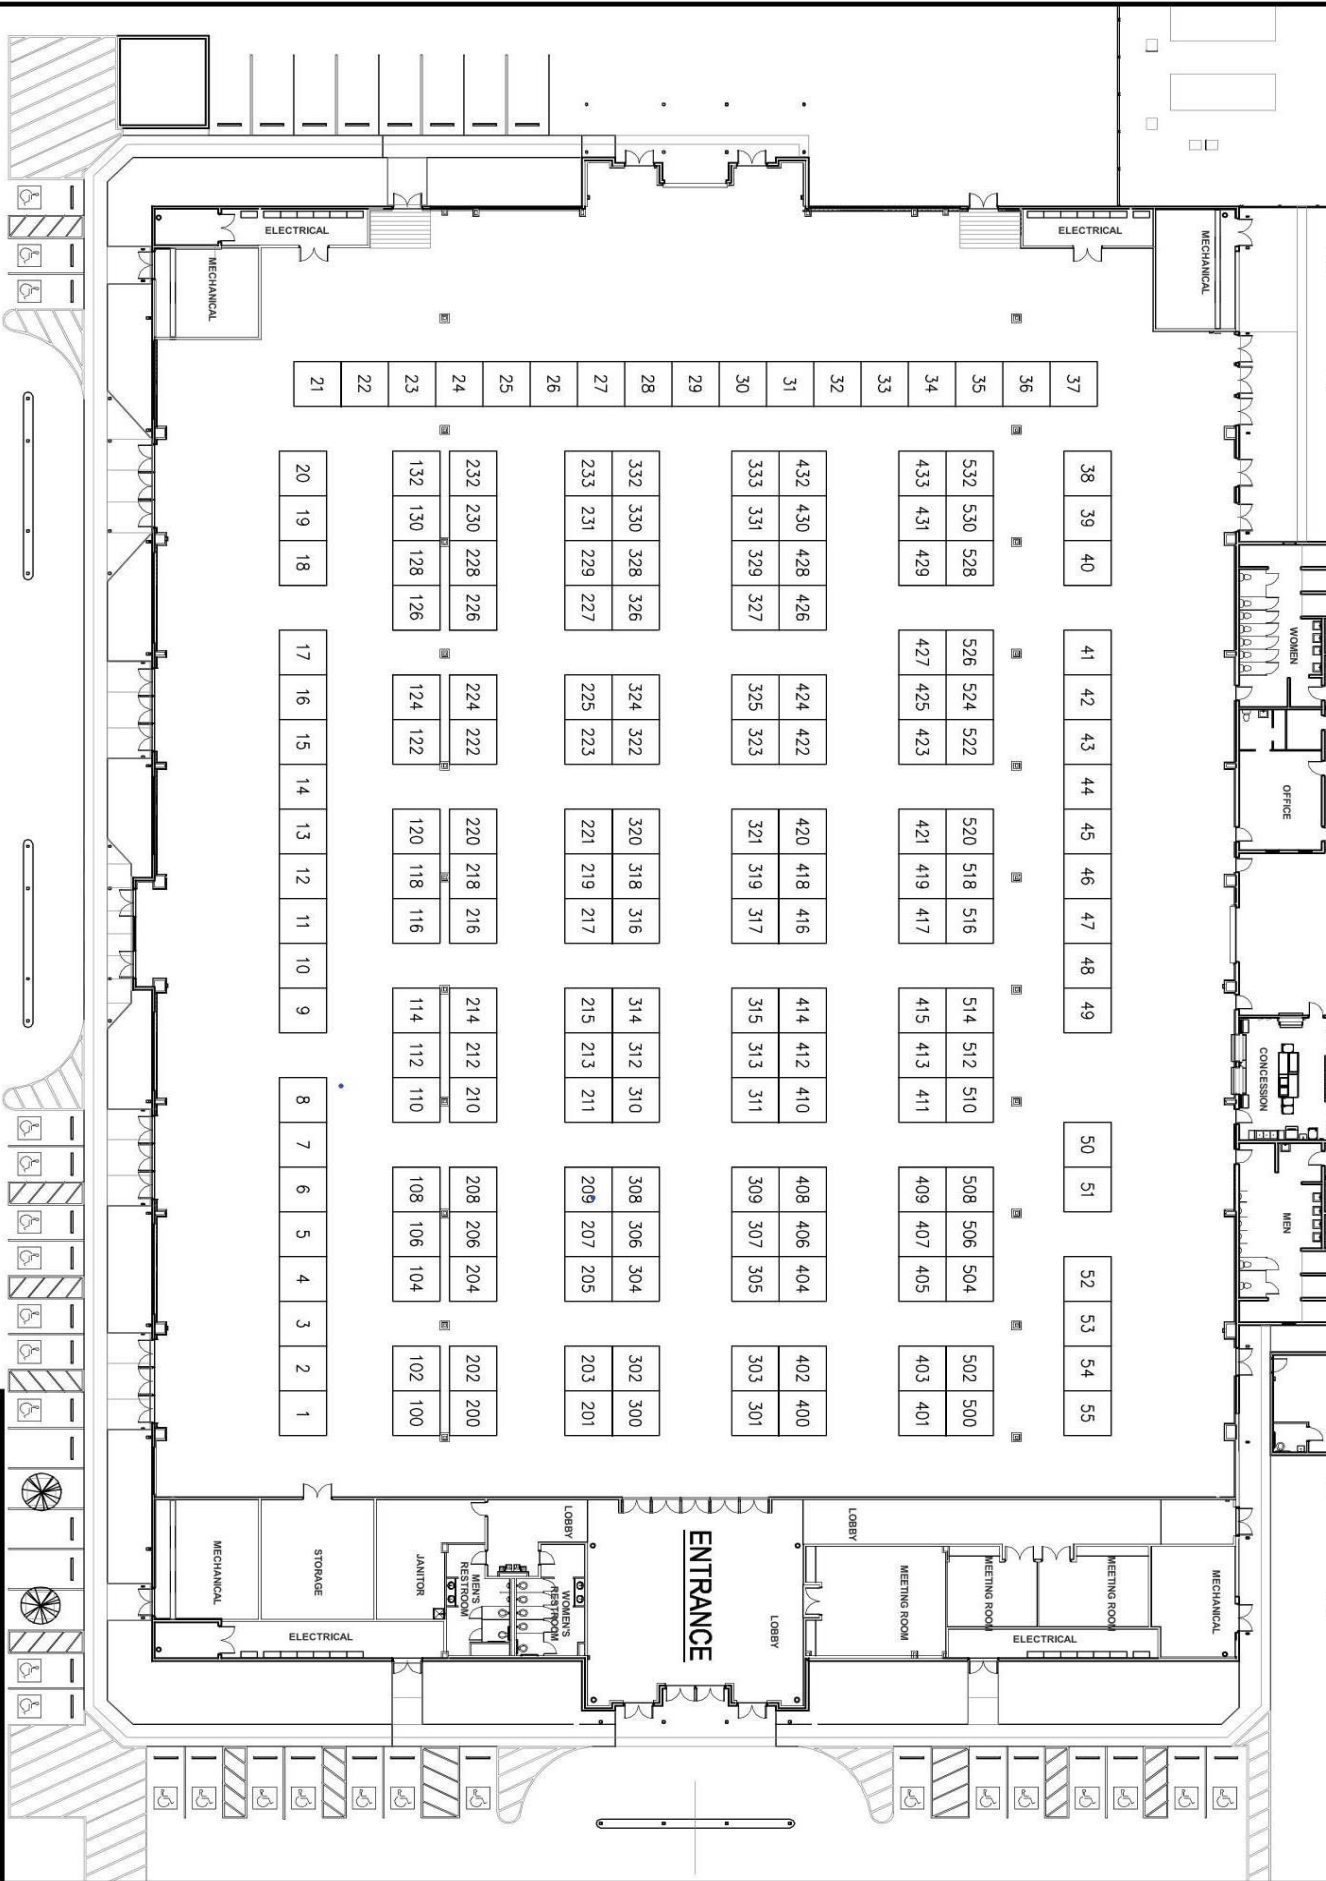 ELECTRICAL
ELECTRICAL
MECHANICAL
MECHANICAL
21 22 23 24 25 26 27 28 29 30 31 32 33 34 35 36 37
20 132 232 233 332 333 432 433 532 38
19 130 230 231 330 331 430 431 530 39
18 128 228 229 328 329 428 429 528 40
126 226 227 326 327 426
17 427 526 41
16 124 224 225 324 325 424 425 524 42
15 122 222 223 322 323 422 423 522 43
14 44
13 120 220 221 320 321 420 421 520 45
12 118 218 219 318 319 418 419 518 46
11 116 216 217 316 317 416 417 516 47
10 48
9 114 214 215 314 315 414 415 514 49
112 212 213 312 313 412 413 512
8 110 210 211 310 311 410 411 510
7 50
6 108 208 209 308 309 408 409 508 51
5 106 206 207 306 307 406 407 506
4 104 204 205 304 305 404 405 504 52
3 53
2 102 202 203 302 303 402 403 502 54
1 100 200 201 300 301 400 401 500 55
WOMEN
OFFICE
CONCESSION
MEN
MECHANICAL
STORAGE
JANITOR
MEN'S
RESTROOM
LOBBY
WOMEN'S
RESTROOM
ENTRANCE
LOBBY
LOBBY
MEETING ROOM
MEETING ROOM
MEETING ROOM
MECHANICAL
ELECTRICAL
ELECTRICAL